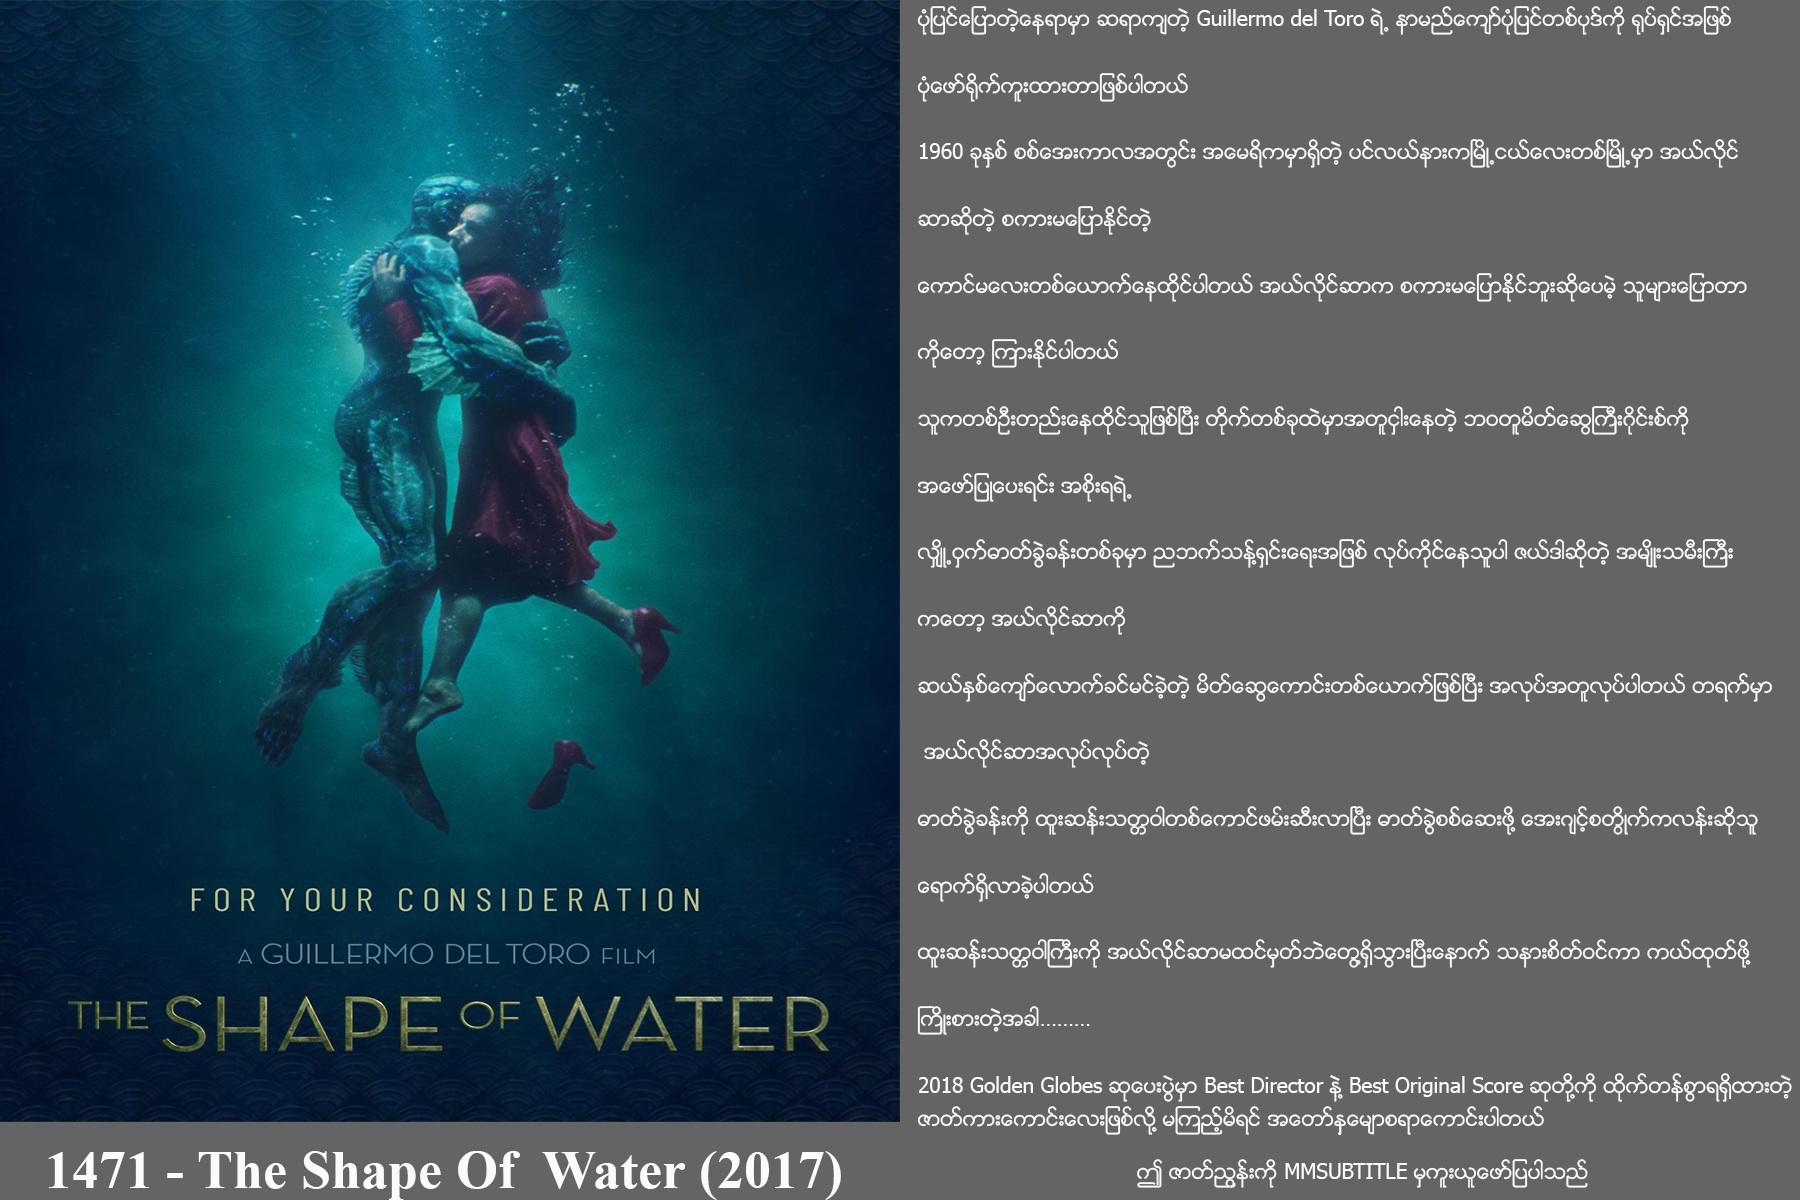 FOR YOUR CONSIDERATION
A GUILLERMO DEL TORO FILM
THE SHAPE OF WATER
1471 - The Shape Of Water (2017)
ပုံပြင်ပြောတဲ့နေရာမှာ ဆရာကျတဲ့ Guillermo del Toro ရဲ့ နာမည်ကျော်ပုံပြင်တစ်ပုဒ်ကို ရုပ်ရှင်အဖြစ်
ပုံဖော်ရိုက်ကူးထားတာဖြစ်ပါတယ်
1960 ခုနှစ် စစ်အေးကာလအတွင်း အမေရိကမှာရှိတဲ့ ပင်လယ်နားကမြို့ငယ်လေးတစ်မြို့မှာ အယ်လိုင်
ဆာဆိုတဲ့ စကားမပြောနိုင်တဲ့
ကောင်မလေးတစ်ယောက်နေထိုင်ပါတယ် အယ်လိုင်ဆာက စကားမပြောနိုင်ဘူးဆိုပေမဲ့ သူများပြောတာ
ကိုတော့ ကြားနိုင်ပါတယ်
သူကတစ်ဦးတည်းနေထိုင်သူဖြစ်ပြီး တိုက်တစ်ခုထဲမှာအတူငှါးနေတဲ့ ဘဝတူမိတ်ဆွေကြီးဂိုင်းစ်ကို
အဖော်ပြုပေးရင်း အစိုးရရဲ့
လျှို့ဝှက်ဓာတ်ခွဲခန်းတစ်ခုမှာ ညဘက်သန့်ရှင်းရေးအဖြစ် လုပ်ကိုင်နေသူပါ ဇယ်ဒါဆိုတဲ့ အမျိုးသမီးကြီး
ကတော့ အယ်လိုင်ဆာကို
ဆယ်နှစ်ကျော်လောက်ခင်မင်ခဲ့တဲ့ မိတ်ဆွေကောင်းတစ်ယောက်ဖြစ်ပြီး အလုပ်အတူလုပ်ပါတယ် တရက်မှာ
အယ်လိုင်ဆာအလုပ်လုပ်တဲ့
ဓာတ်ခွဲခန်းကို ထူးဆန်းသတ္တဝါတစ်ကောင်ဖမ်းဆီးလာပြီး ဓာတ်ခွဲစစ်ဆေးဖို့ အေးဂျင့်စတွိုက်ကလန်းဆိုသူ
ရောက်ရှိလာခဲ့ပါတယ်
ထူးဆန်းသတ္တဝါကြီးကို အယ်လိုင်ဆာမထင်မှတ်ဘဲတွေ့ရှိသွားပြီးနောက် သနားစိတ်ဝင်ကာ ကယ်ထုတ်ဖို့
ကြိုးစားတဲ့အခါ.........
2018 Golden Globes ဆုပေးပွဲမှာ Best Director နဲ့ Best Original Score ဆုတို့ကို ထိုက်တန်စွာရရှိထားတဲ့
ဇာတ်ကားကောင်းလေးဖြစ်လို့ မကြည့်မိရင် အတော်နှမျောစရာကောင်းပါတယ်
ဤ ဇာတ်ညွှန်းကို MMSUBTITLE မှကူးယူဖော်ပြပါသည်